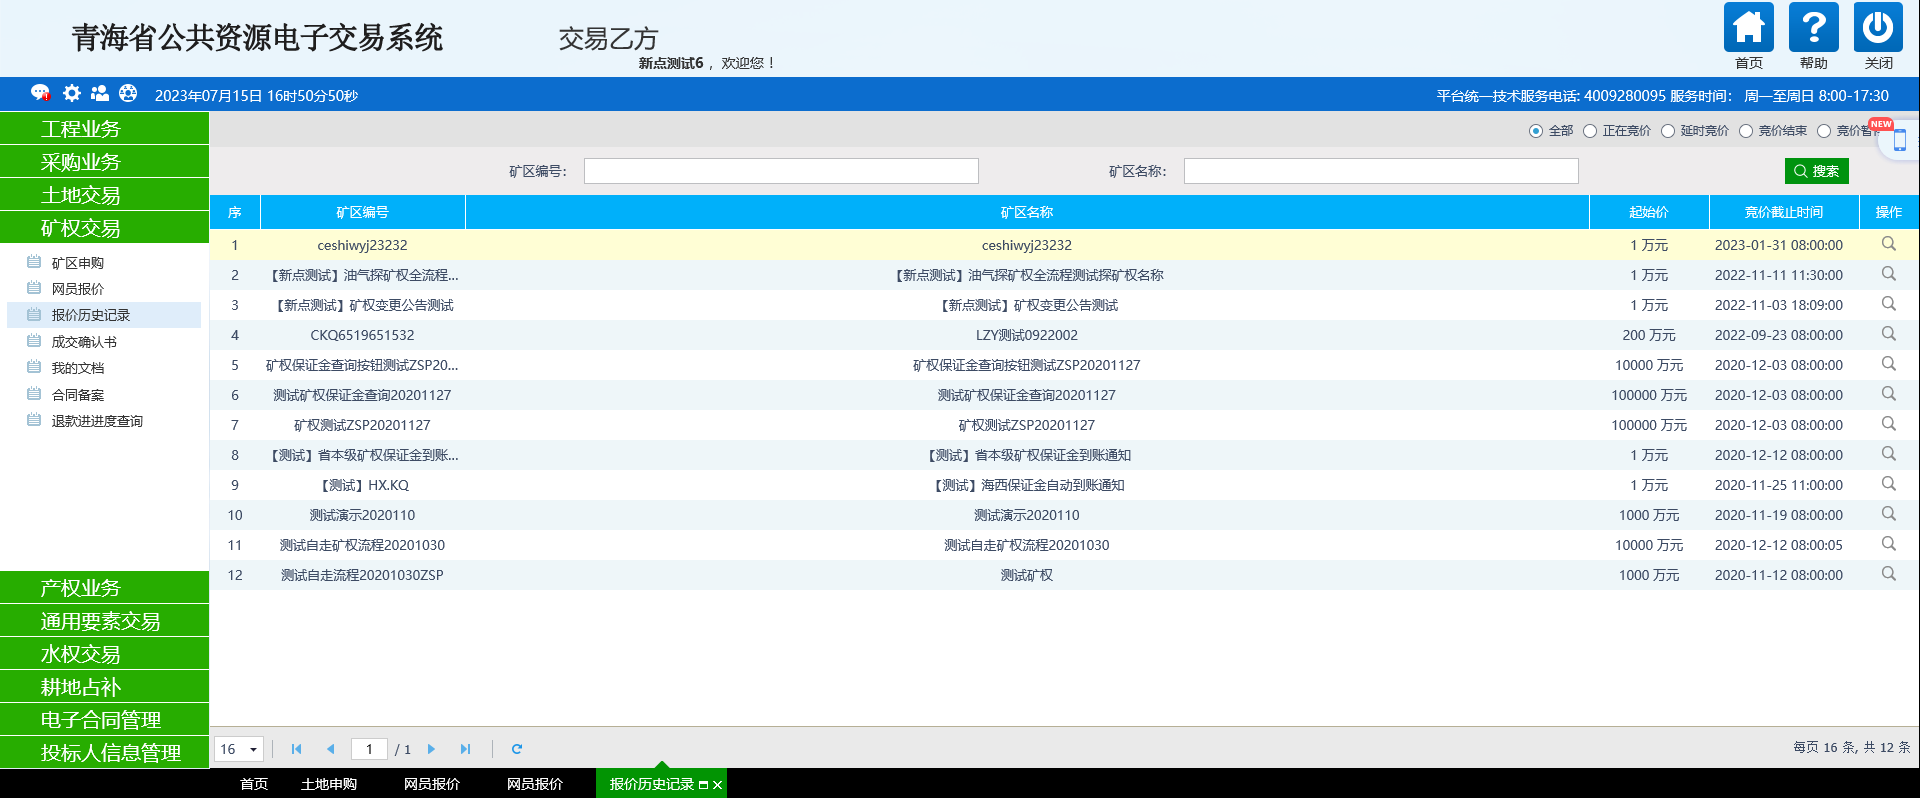 青海省公共资源电子交易系统
交易乙方
新点测试6 ，欢迎您！
首页 帮助 关闭
2023年07月15日 16时50分50秒
平台统一技术服务电话: 4009280095 服务时间： 周一至周日 8:00-17:30
工程业务
采购业务
土地交易
矿权交易
矿区申购
网员报价
报价历史记录
成交确认书
我的文档
合同备案
退款进进度查询
产权业务
通用要素交易
水权交易
耕地占补
电子合同管理
投标人信息管理
全部 正在竞价 延时竞价 竞价结束 竞价暂
NEW
矿区编号： 矿区名称： 搜索
序 矿区编号 矿区名称 起始价 竞价截止时间 操作
1 ceshiwyj23232 ceshiwyj23232 1 万元 2023-01-31 08:00:00
2 【新点测试】油气探矿权全流程... 【新点测试】油气探矿权全流程测试探矿权名称 1 万元 2022-11-11 11:30:00
3 【新点测试】矿权变更公告测试 【新点测试】矿权变更公告测试 1 万元 2022-11-03 18:09:00
4 CKQ6519651532 LZY测试0922002 200 万元 2022-09-23 08:00:00
5 矿权保证金查询按钮测试ZSP20... 矿权保证金查询按钮测试ZSP20201127 10000 万元 2020-12-03 08:00:00
6 测试矿权保证金查询20201127 测试矿权保证金查询20201127 100000 万元 2020-12-03 08:00:00
7 矿权测试ZSP20201127 矿权测试ZSP20201127 100000 万元 2020-12-03 08:00:00
8 【测试】省本级矿权保证金到账... 【测试】省本级矿权保证金到账通知 1 万元 2020-12-12 08:00:00
9 【测试】HX.KQ 【测试】海西保证金自动到账通知 1 万元 2020-11-25 11:00:00
10 测试演示2020110 测试演示2020110 1000 万元 2020-11-19 08:00:00
11 测试自走矿权流程20201030 测试自走矿权流程20201030 10000 万元 2020-12-12 08:00:05
12 测试自走流程20201030ZSP 测试矿权 1000 万元 2020-11-12 08:00:00
16 1 / 1 每页 16 条, 共 12 条
首页 土地申购 网员报价 网员报价 报价历史记录